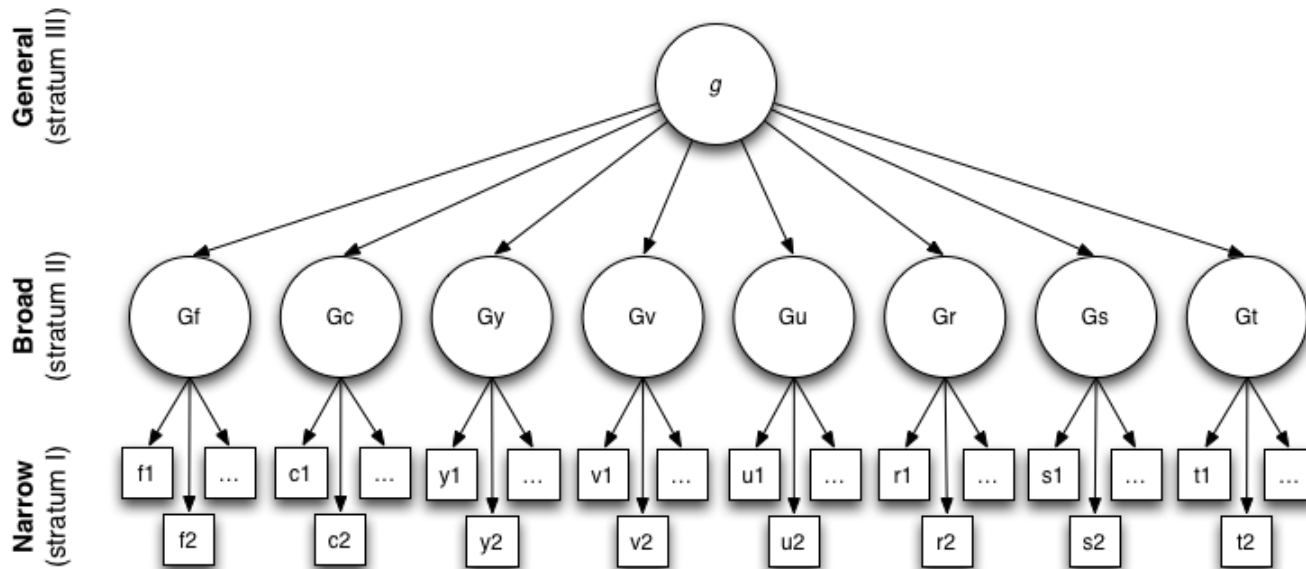 General
(stratum III)
g
Broad
(stratum II)
Gf Gc Gy Gv Gu Gr Gs Gt
Narrow
(stratum I)
f1 ... c1 ... y1 ... v1 ... u1 ... r1 ... s1 ... t1 ...
f2 c2 y2 v2 u2 r2 s2 t2